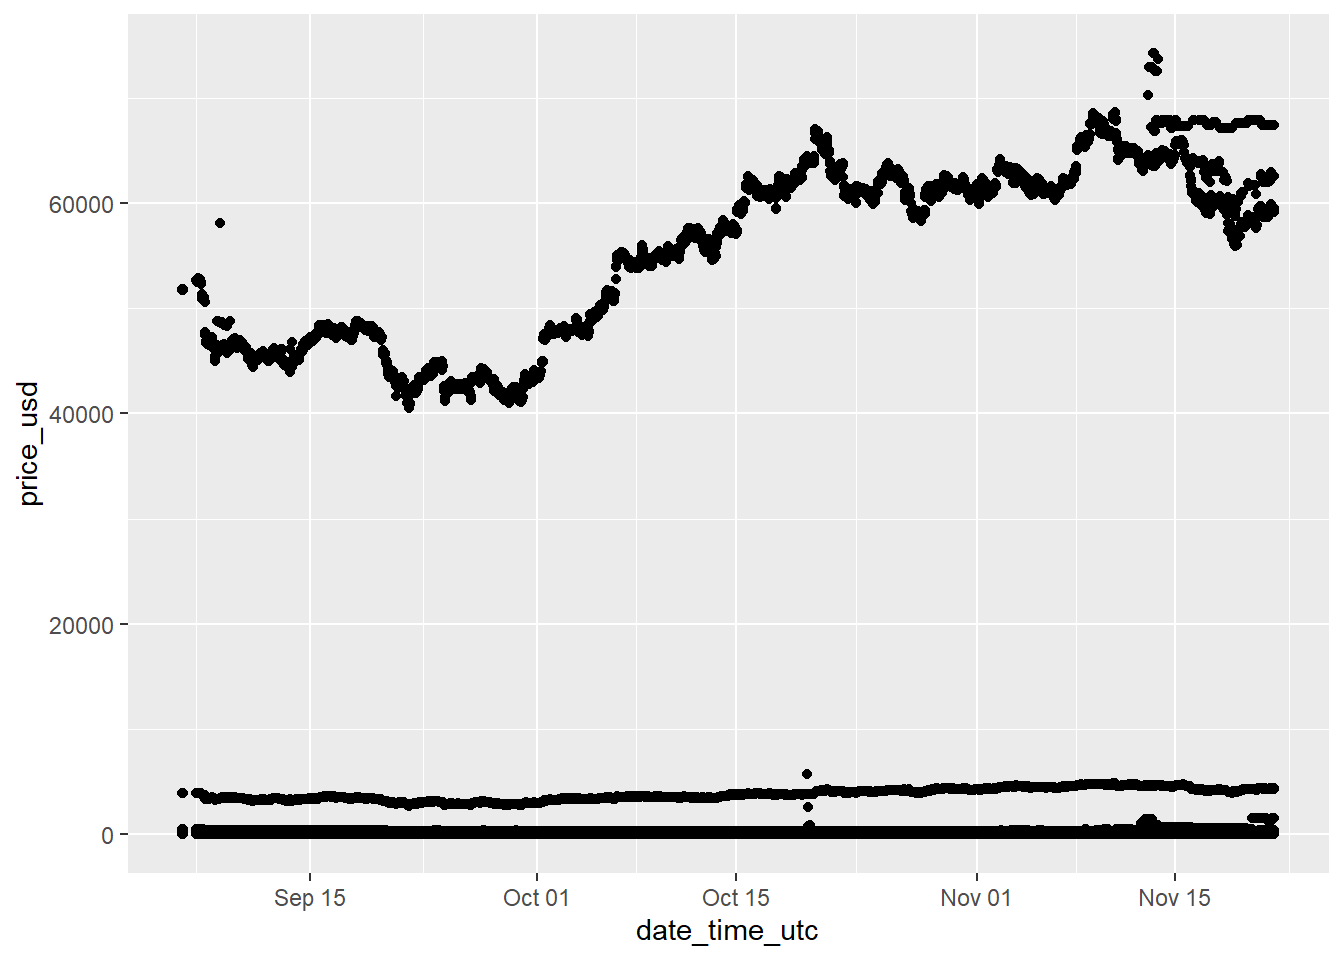 price_usd
60000
40000
20000
0
Sep 15
Oct 01
Oct 15
Nov 01
Nov 15
date_time_utc